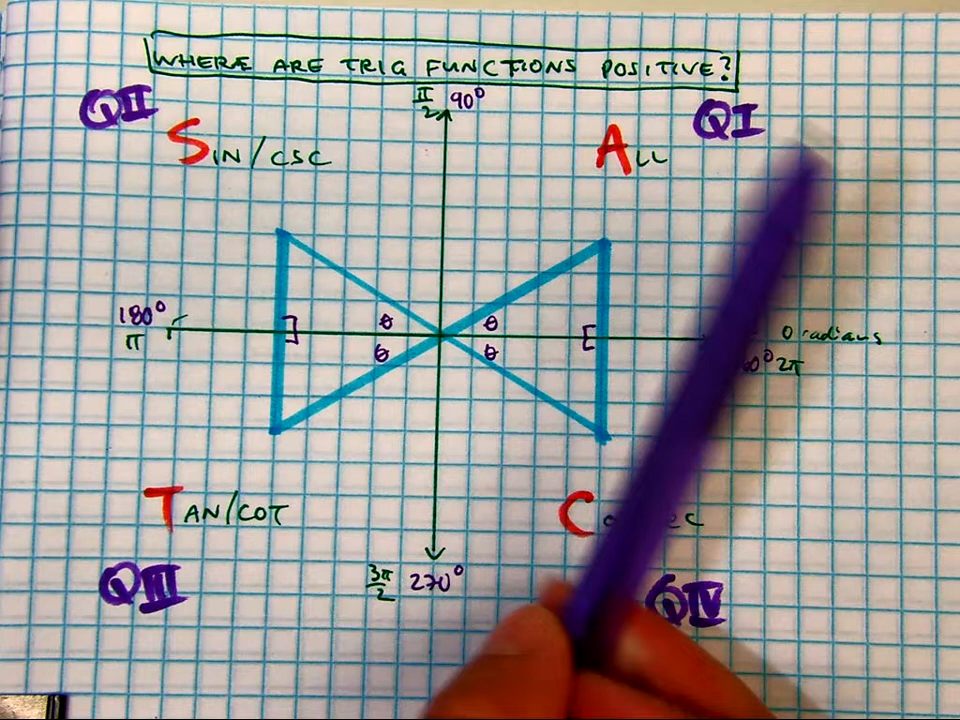 WHERE ARE TRIG FUNCTIONS POSITIVE?
QII
π/2 90°
QI
SIN/CSC
ALL
180°
π
θ θ
θ θ
0 radians
2π
TAN/COT
3π/2 270°
QIII
QIV